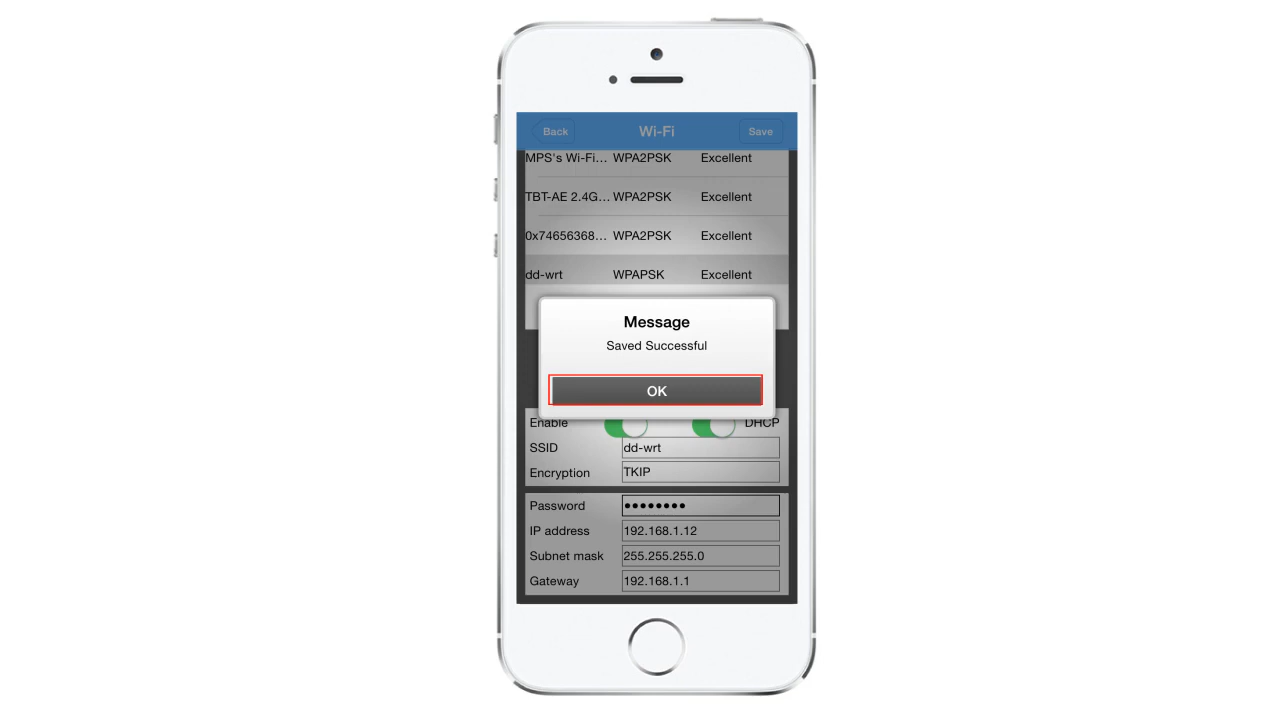 Back Wi-Fi Save
MPS's Wi-Fi... WPA2PSK Excellent
TBT-AE 2.4G... WPA2PSK Excellent
0x74656368... WPA2PSK Excellent
dd-wrt WPAPSK Excellent
Message
Saved Successful
OK
Enable DHCP
SSID dd-wrt
Encryption TKIP
Password ●●●●●●●●
IP address 192.168.1.12
Subnet mask 255.255.255.0
Gateway 192.168.1.1